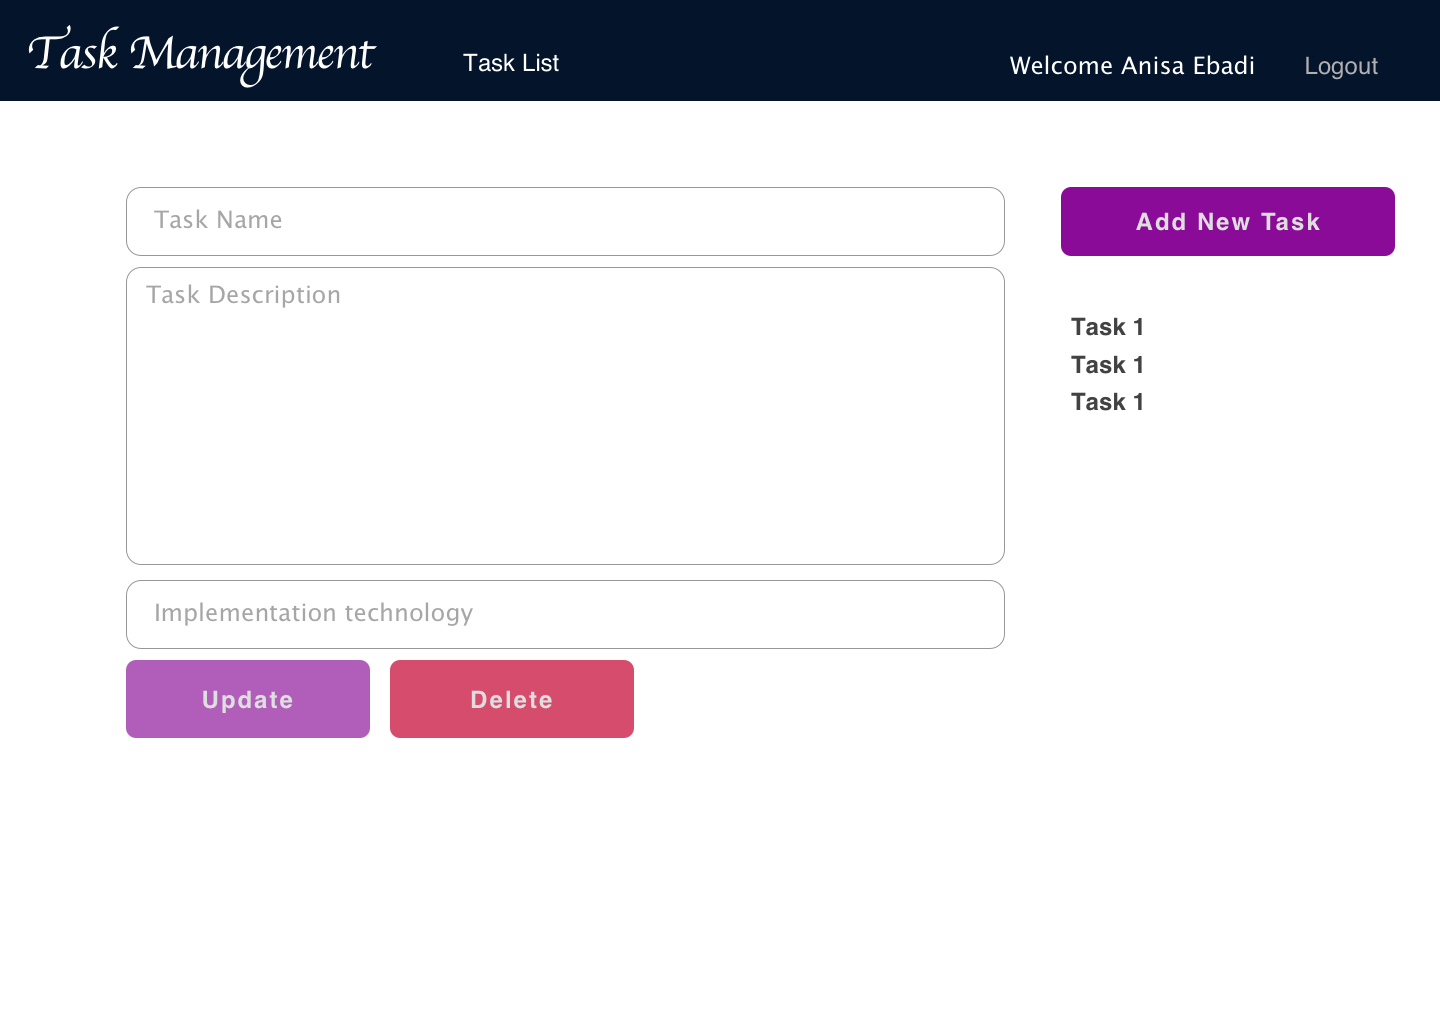 Task Management
Task List
Welcome Anisa Ebadi
Logout
Task Name
Add New Task
Task Description
Task 1
Task 1
Task 1
Implementation technology
Update
Delete